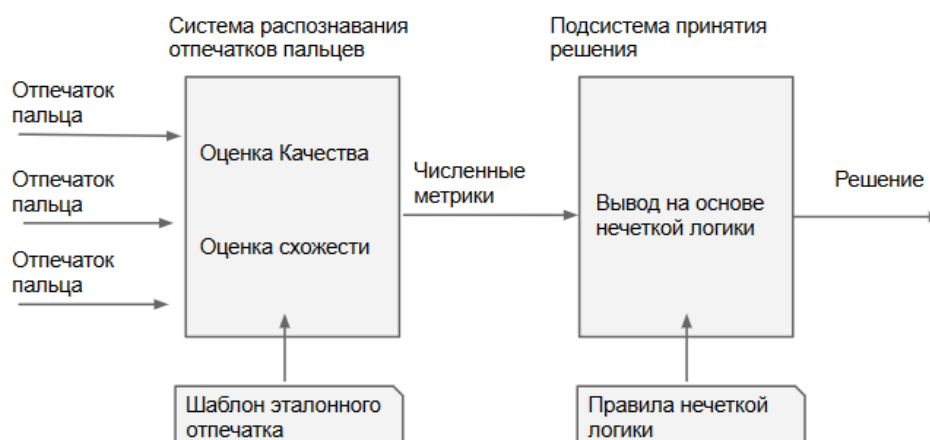 Система распознавания
отпечатков пальцев
Подсистема принятия
решения
Отпечаток
пальца
Отпечаток
пальца
Отпечаток
пальца
Оценка Качества
Оценка схожести
Численные
метрики
Вывод на основе
нечеткой логики
Решение
Шаблон эталонного
отпечатка
Правила нечеткой
логики